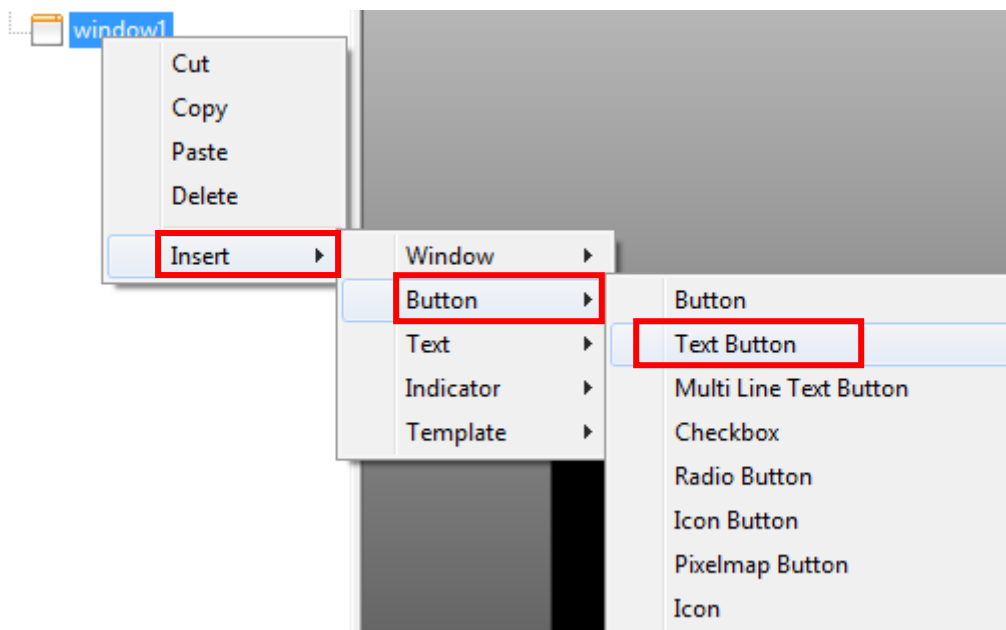 window1
Cut
Copy
Paste
Delete
Insert
Window
Button
Text
Indicator
Template
Button
Text Button
Multi Line Text Button
Checkbox
Radio Button
Icon Button
Pixelmap Button
Icon